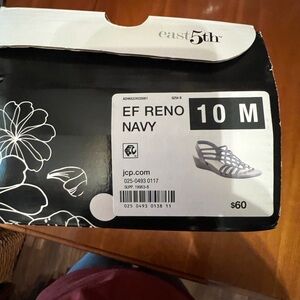 east5th
EF RENO
NAVY
10 M
jcp.com
025-0493 0117
025 0493 0138 11
$60